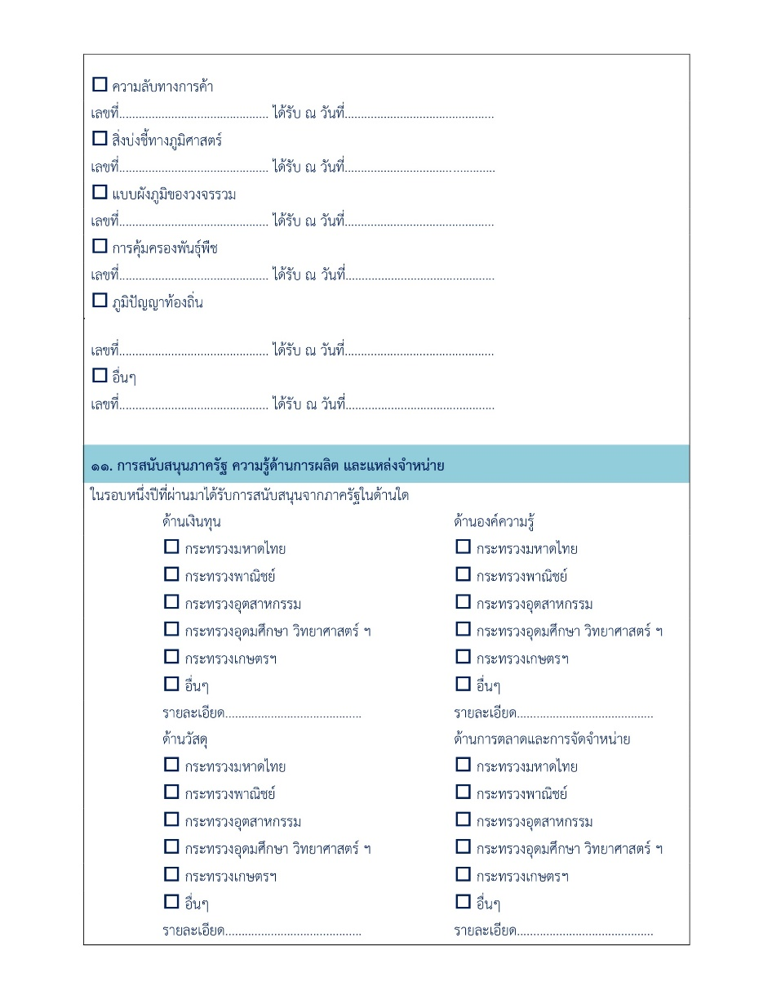 ☐ ความลับทางการค้า
เลขที่.............................................. ได้รับ ณ วันที่..............................................
☐ สิ่งบ่งชี้ทางภูมิศาสตร์
เลขที่.............................................. ได้รับ ณ วันที่..............................................
☐ แบบผังภูมิของวงจรรวม
เลขที่.............................................. ได้รับ ณ วันที่..............................................
☐ การคุ้มครองพันธุ์พืช
เลขที่.............................................. ได้รับ ณ วันที่..............................................
☐ ภูมิปัญญาท้องถิ่น
เลขที่.............................................. ได้รับ ณ วันที่..............................................
☐ อื่นๆ
เลขที่.............................................. ได้รับ ณ วันที่..............................................
๑๑. การสนับสนุนภาครัฐ ความรู้ด้านการผลิต และแหล่งจำหน่าย
ในรอบหนึ่งปีที่ผ่านมาได้รับการสนับสนุนจากภาครัฐในด้านใด
ด้านเงินทุน ด้านองค์ความรู้
☐ กระทรวงมหาดไทย ☐ กระทรวงมหาดไทย
☐ กระทรวงพาณิชย์ ☐ กระทรวงพาณิชย์
☐ กระทรวงอุตสาหกรรม ☐ กระทรวงอุตสาหกรรม
☐ กระทรวงอุดมศึกษา วิทยาศาสตร์ ฯ ☐ กระทรวงอุดมศึกษา วิทยาศาสตร์ ฯ
☐ กระทรวงเกษตรฯ ☐ กระทรวงเกษตรฯ
☐ อื่นๆ ☐ อื่นๆ
รายละเอียด.......................................... รายละเอียด..........................................
ด้านวัสดุ ด้านการตลาดและการจัดจำหน่าย
☐ กระทรวงมหาดไทย ☐ กระทรวงมหาดไทย
☐ กระทรวงพาณิชย์ ☐ กระทรวงพาณิชย์
☐ กระทรวงอุตสาหกรรม ☐ กระทรวงอุตสาหกรรม
☐ กระทรวงอุดมศึกษา วิทยาศาสตร์ ฯ ☐ กระทรวงอุดมศึกษา วิทยาศาสตร์ ฯ
☐ กระทรวงเกษตรฯ ☐ กระทรวงเกษตรฯ
☐ อื่นๆ ☐ อื่นๆ
รายละเอียด.......................................... รายละเอียด..........................................